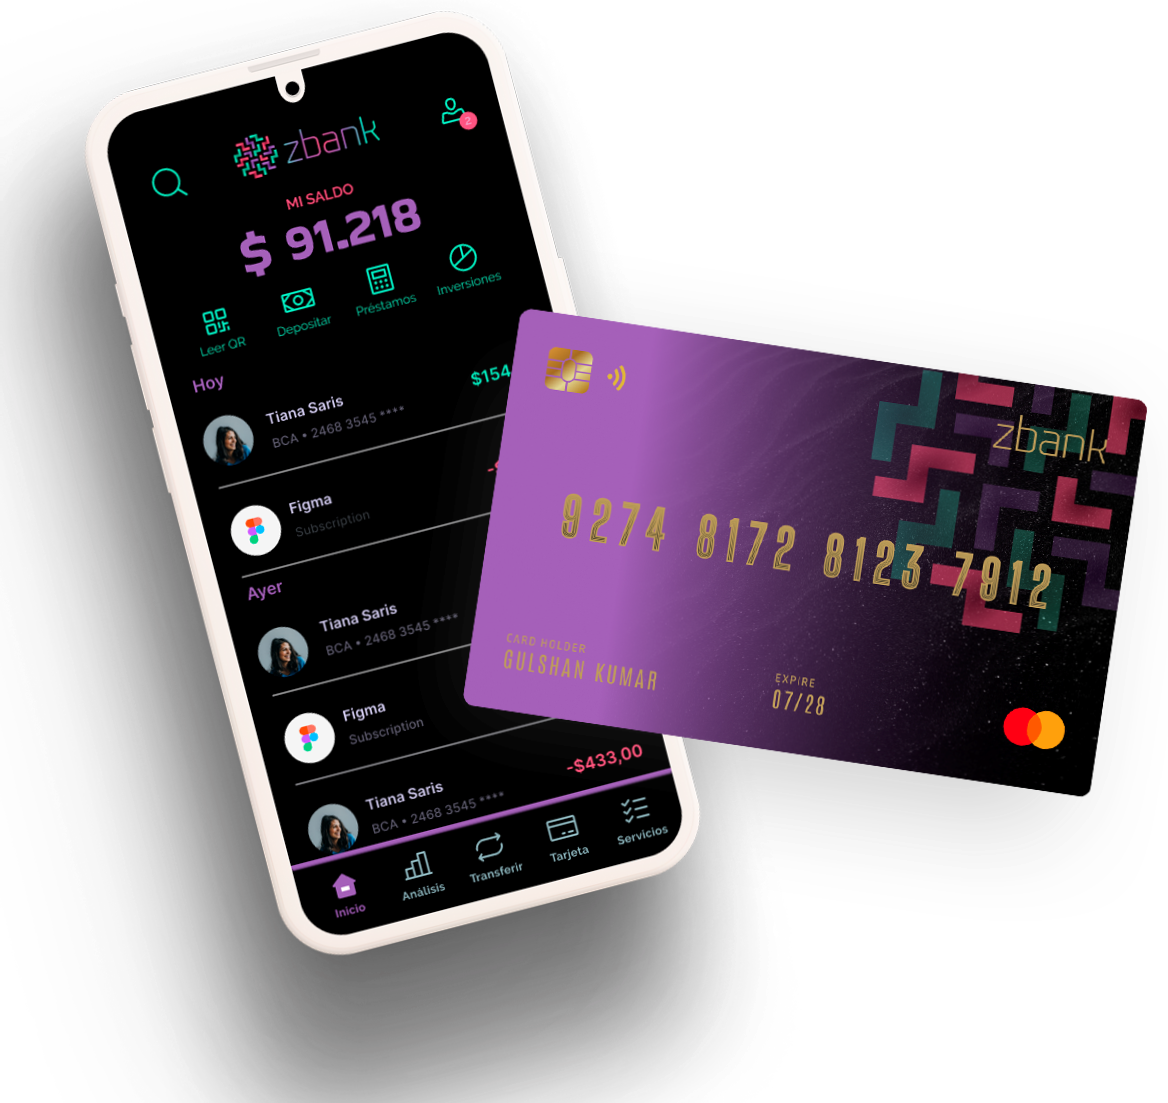 zbank
2
MI SALDO
$ 91.218
Leer QR
Depositar
Préstamos
Inversiones
Hoy
Tiana Saris
$154
BCA • 2468 3545 ****
Figma
Subscription
Ayer
Tiana Saris
BCA • 2468 3545 ****
Figma
Subscription
Tiana Saris
-$433,00
BCA • 2468 3545 ****
Inicio
Análisis
Transferir
Tarjeta
Servicios
zbank
9274 8172 8123 7912
CARD HOLDER
GULSHAN KUMAR
EXPIRE
07/28